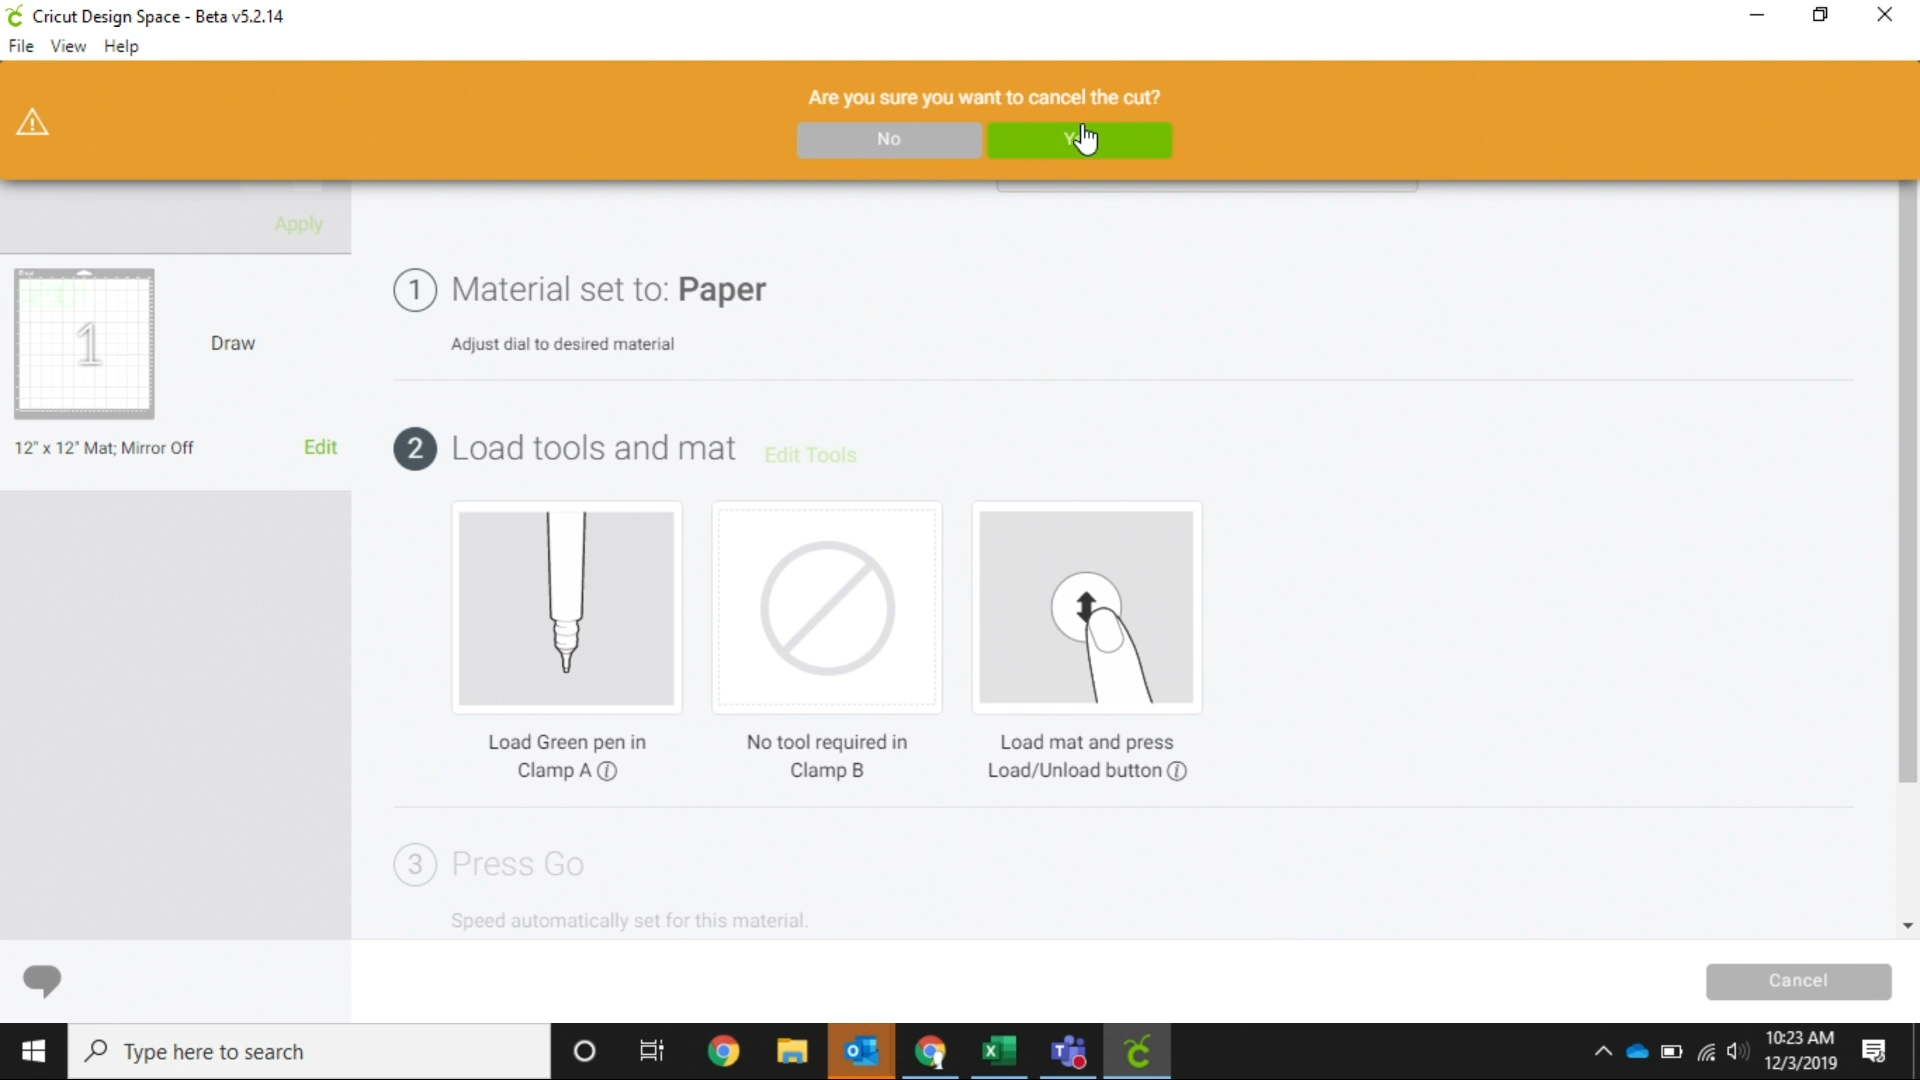 Cricut Design Space - Beta v5.2.14
File View Help
Are you sure you want to cancel the cut?
No
Apply
1 Material set to: Paper
Adjust dial to desired material
1
Draw
12" x 12" Mat; Mirror Off Edit
2 Load tools and mat Edit Tools
Load Green pen in
Clamp A
No tool required in
Clamp B
Load mat and press
Load/Unload button
3 Press Go
Speed automatically set for this material.
Cancel
Type here to search
10:23 AM
12/3/2019